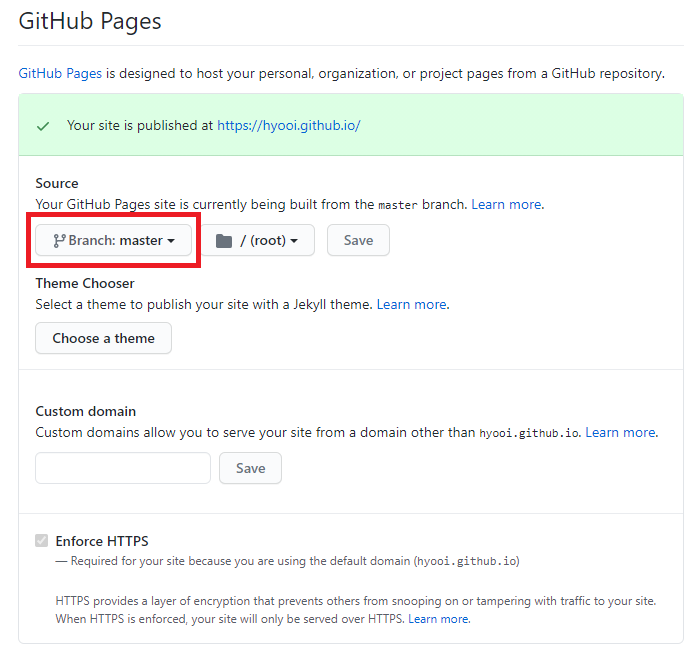 GitHub Pages
GitHub Pages is designed to host your personal, organization, or project pages from a GitHub repository.
Your site is published at https://hyooi.github.io/
Source
Your GitHub Pages site is currently being built from the master branch. Learn more.
Branch: master / (root) Save
Theme Chooser
Select a theme to publish your site with a Jekyll theme. Learn more.
Choose a theme
Custom domain
Custom domains allow you to serve your site from a domain other than hyooi.github.io. Learn more.
Save
Enforce HTTPS
— Required for your site because you are using the default domain (hyooi.github.io)
HTTPS provides a layer of encryption that prevents others from snooping on or tampering with traffic to your site.
When HTTPS is enforced, your site will only be served over HTTPS. Learn more.